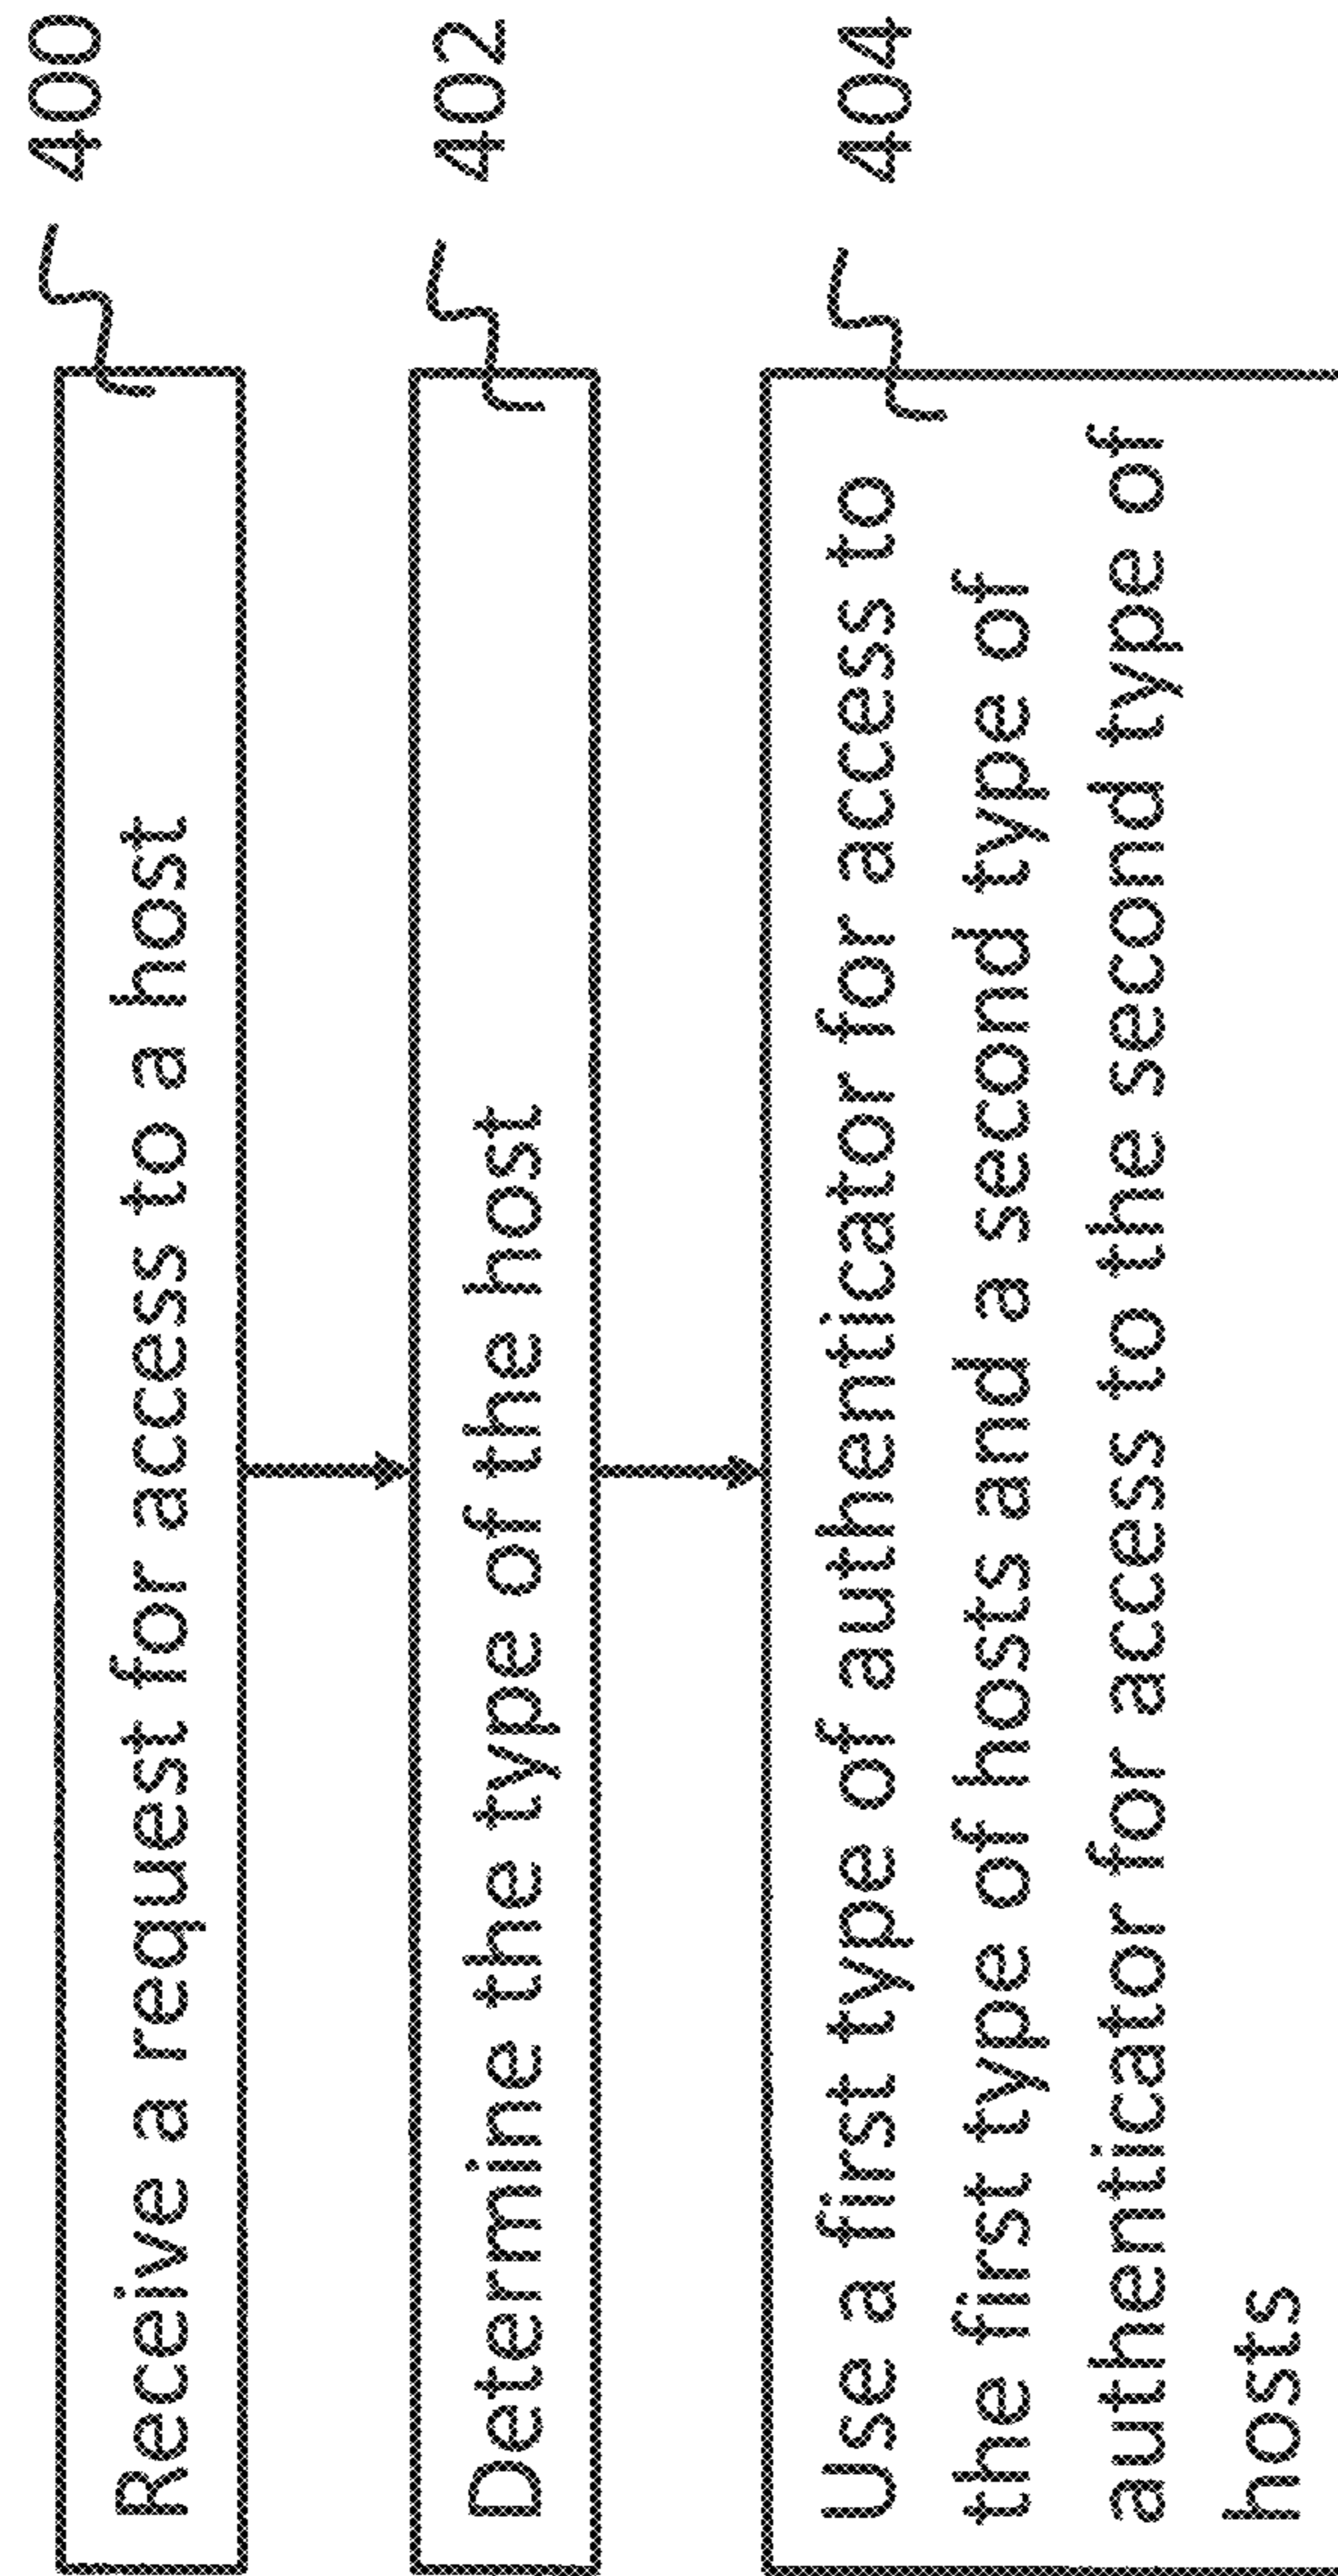 Receive a request for access to a host
400
Determine the type of the host
402
Use a first type of authenticator for access to
the first type of hosts and a second type of
authenticator for access to the second type of
hosts
404